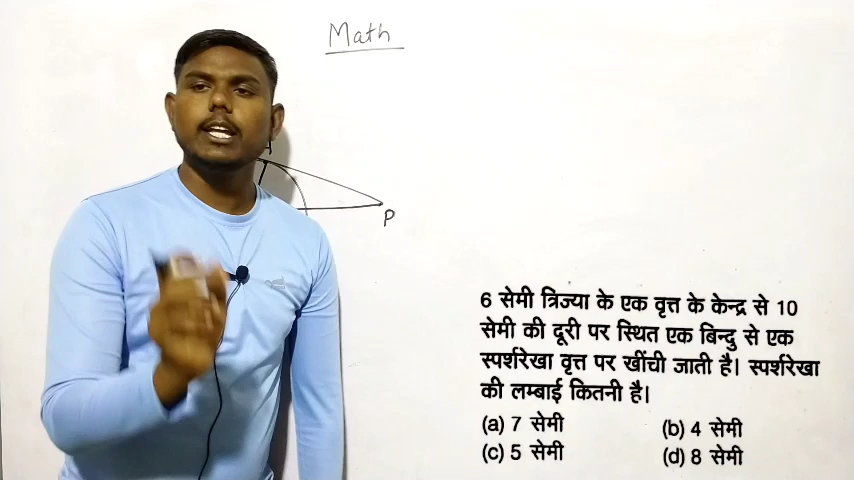 Math
A
P
6 सेमी त्रिज्या के एक वृत्त के केन्द्र से 10
सेमी की दूरी पर स्थित एक बिन्दु से एक
स्पर्शरेखा वृत्त पर खींची जाती है। स्पर्शरेखा
की लम्बाई कितनी है।
(a) 7 सेमी (b) 4 सेमी
(c) 5 सेमी (d) 8 सेमी